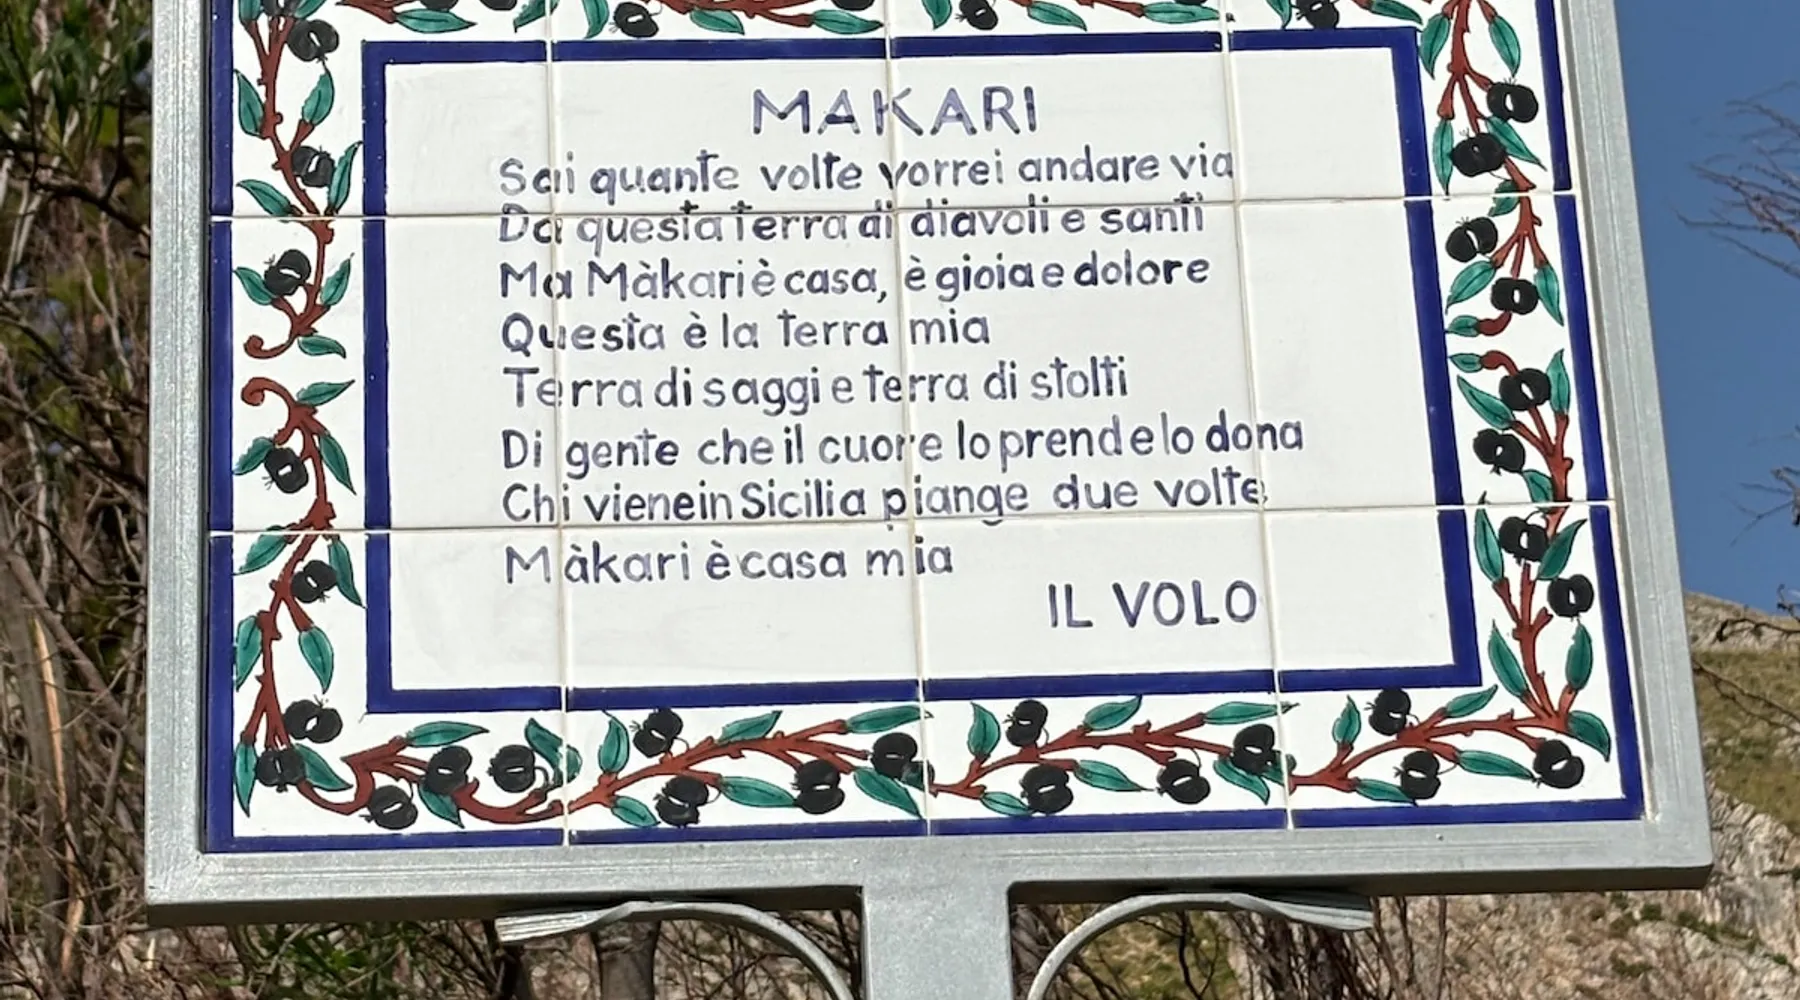 MAKARI
Sai quante volte vorrei andare via
Da questa terra di diavoli e santi
Ma Màkari è casa, è gioia e dolore
Questa è la terra mia
Terra di saggi e terra di stolti
Di gente che il cuore lo prende lo dona
Chi viene in Sicilia piange due volte
Màkari è casa mia
IL VOLO